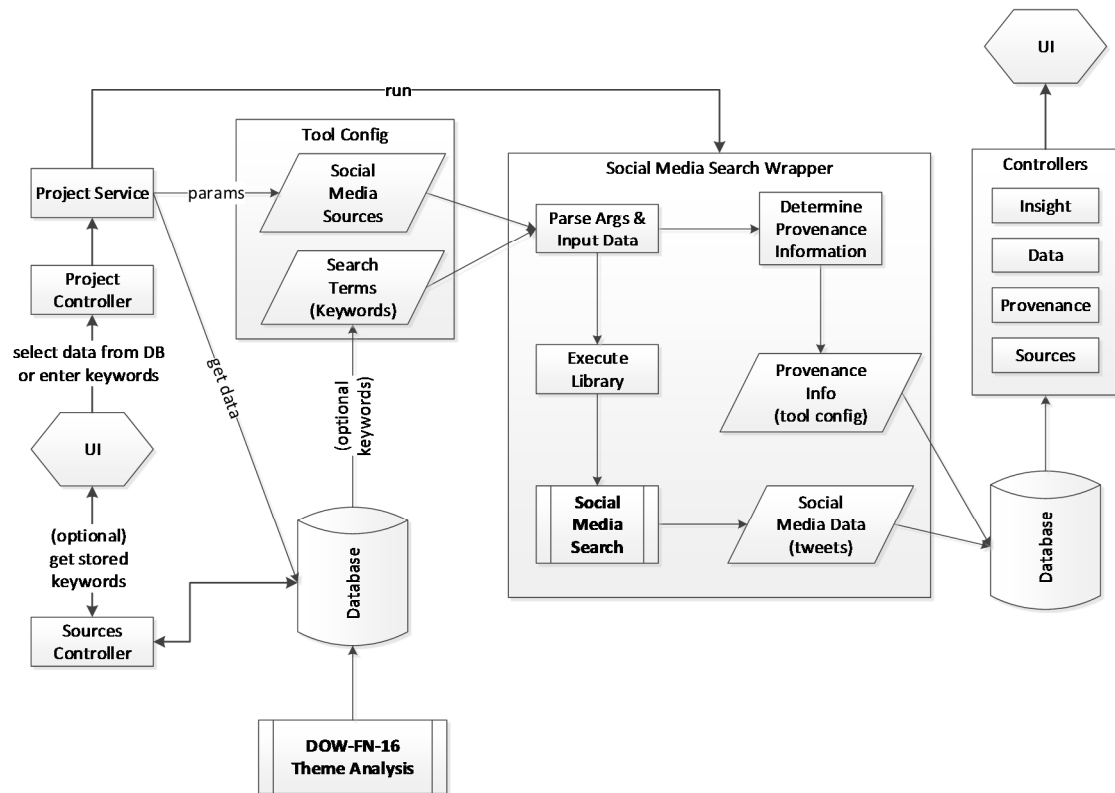 UI
run
Tool Config
Social
Media
Sources
Project Service
params
Search
Terms
(Keywords)
Project
Controller
select data from DB
or enter keywords
get data
(optional
keywords)
UI
(optional)
get stored
keywords
Sources
Controller
Database
DOW-FN-16
Theme Analysis
Social Media Search Wrapper
Parse Args &
Input Data
Determine
Provenance
Information
Execute
Library
Provenance
Info
(tool config)
Social
Media
Search
Social
Media Data
(tweets)
Controllers
Insight
Data
Provenance
Sources
Database